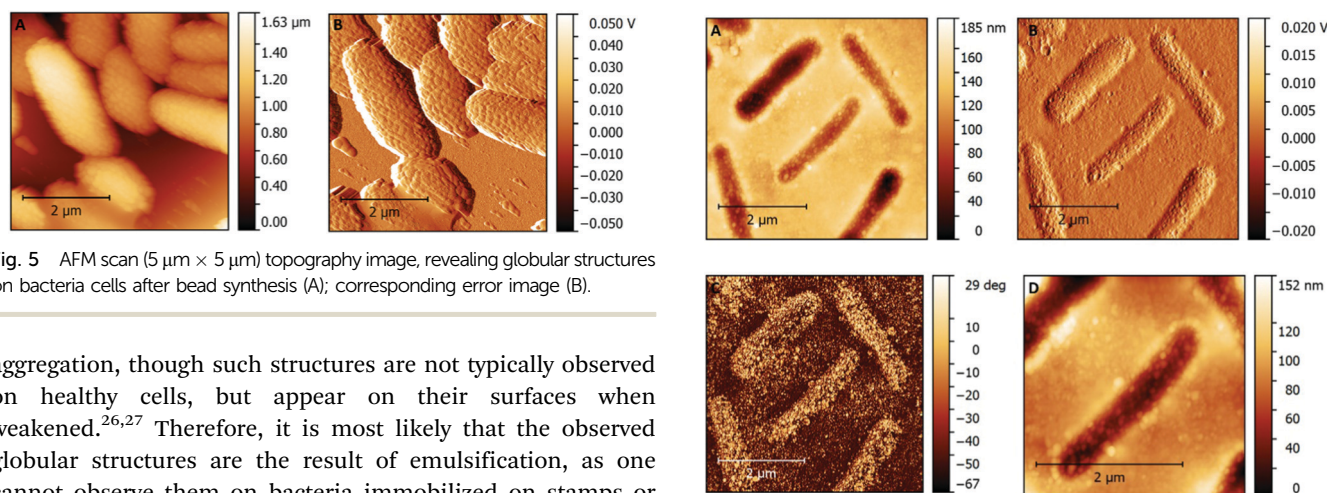 A
1.63 µm
1.40
1.20
1.00
0.80
0.60
0.40
0.00
2 µm
B
0.050 V
0.040
0.030
0.020
0.010
0.000
−0.010
−0.020
−0.030
−0.050
2 µm
ig. 5 AFM scan (5 µm × 5 µm) topography image, revealing globular structures
on bacteria cells after bead synthesis (A); corresponding error image (B).
aggregation, though such structures are not typically observed
on healthy cells, but appear on their surfaces when
weakened.26,27 Therefore, it is most likely that the observed
globular structures are the result of emulsification, as one
cannot observe them on bacteria immobilized on stamps or
A
185 nm
160
140
120
100
80
60
40
0
2 µm
B
0.020 V
0.015
0.010
0.005
0.000
−0.005
−0.010
−0.020
2 µm
C
29 deg
10
0
−10
−20
−30
−40
−50
−67
2 µm
D
152 nm
120
100
80
60
40
0
2 µm